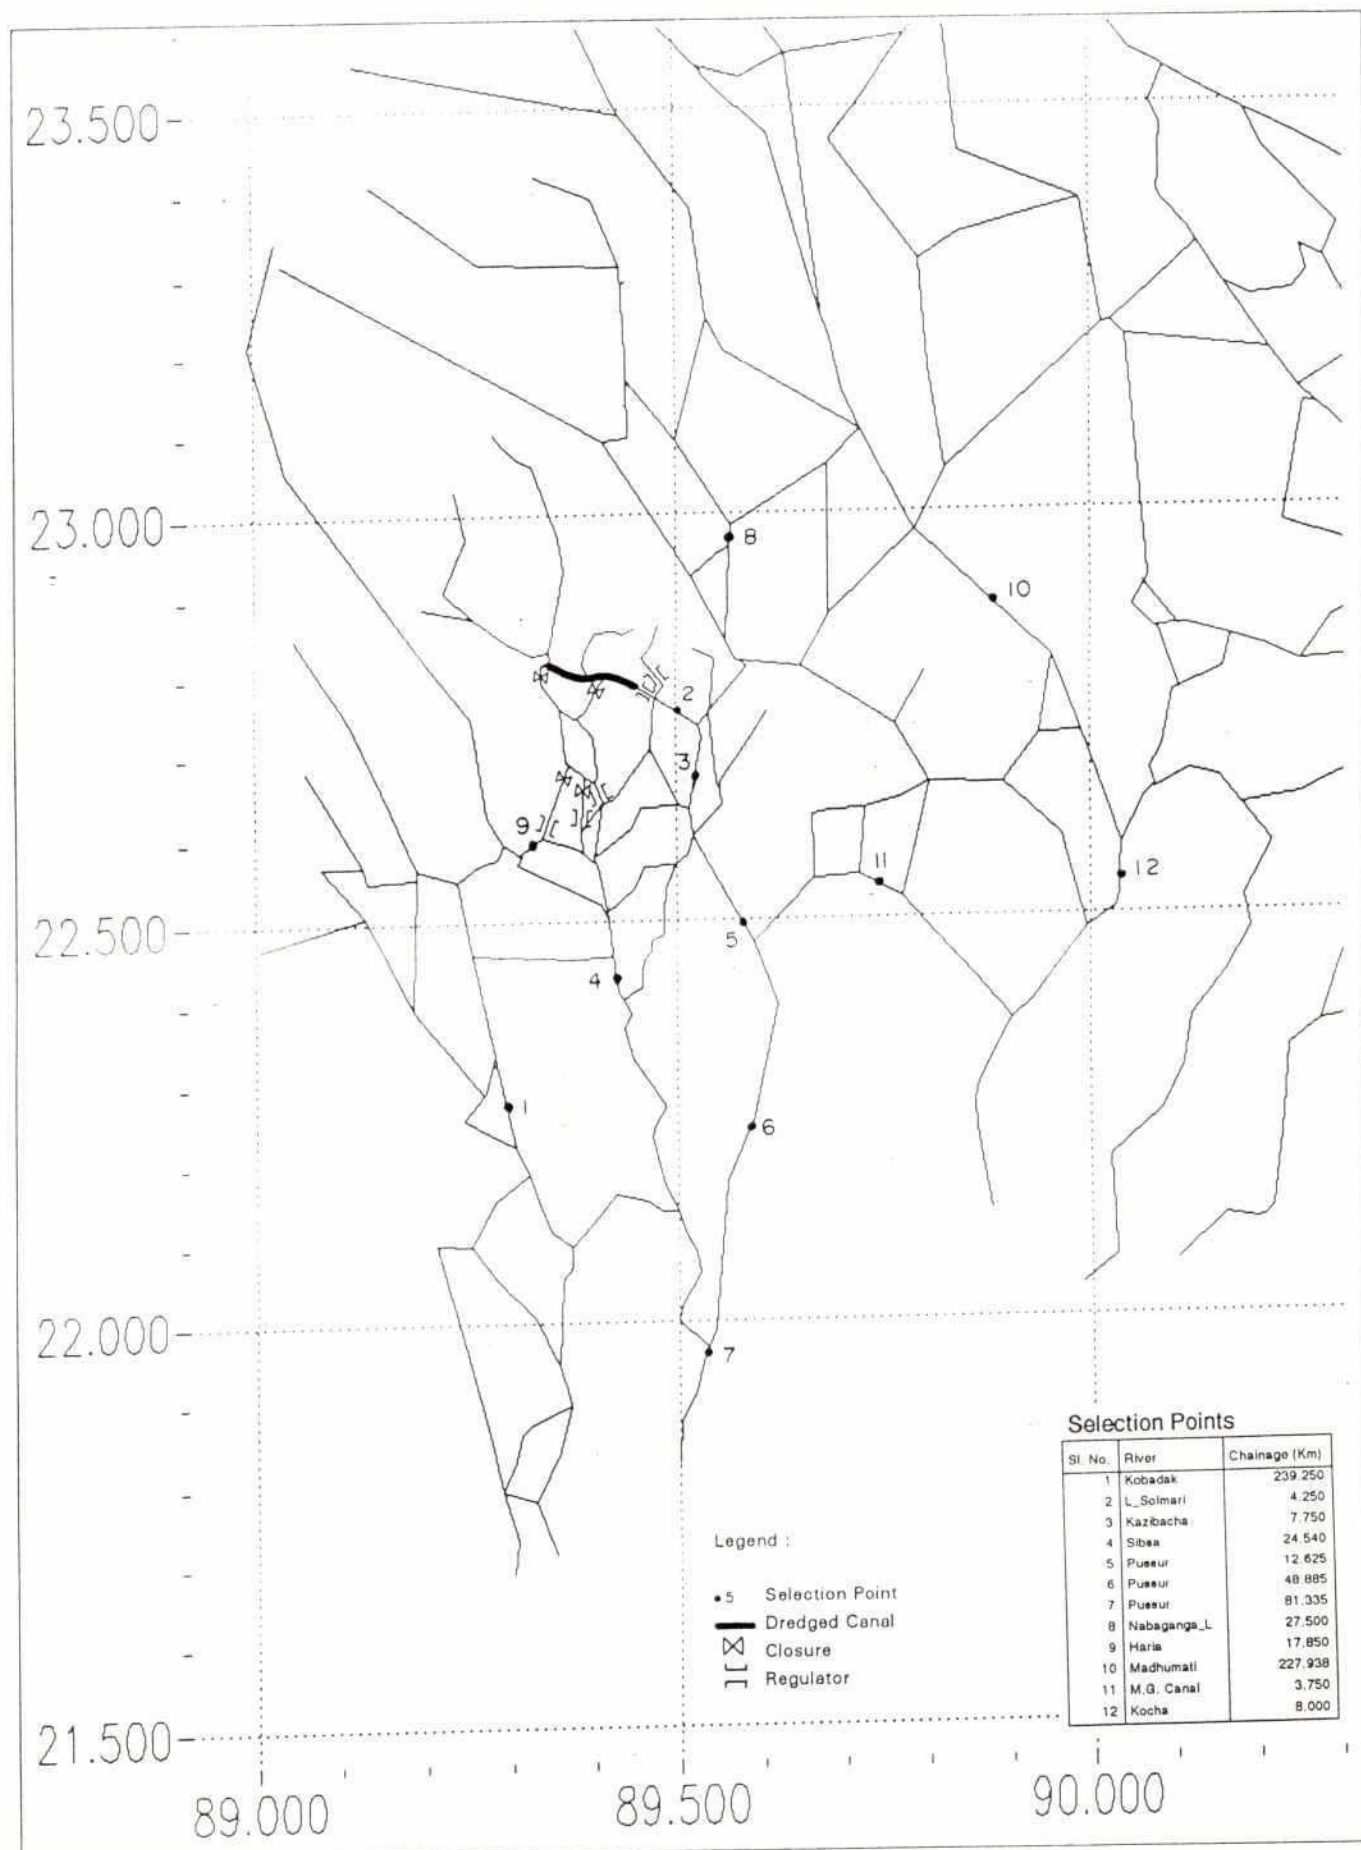 23.500
8
23.000
10
2
3
9
11
12
22.500
5
4
1
6
22.000
7
Selection Points
Sl. No. River Chainage (Km)
1 Kobadak 239.250
2 L_Solmari 4.250
3 Kazibacha 7.750
4 Sibsa 24.540
5 Pussur 12.625
6 Pussur 48.885
7 Pussur 81.335
8 Nabaganga_L 27.500
9 Haria 17.850
10 Madhumati 227.938
11 M.G. Canal 3.750
12 Kocha 8.000
Legend :
5 Selection Point
Dredged Canal
Closure
Regulator
21.500
89.000 89.500 90.000